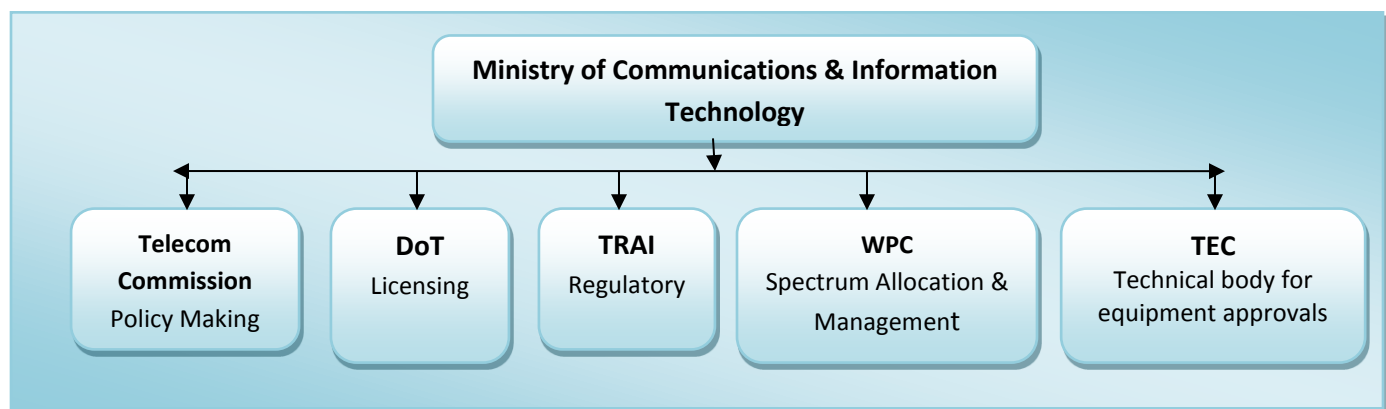 Ministry of Communications & Information
Technology
Telecom
Commission
Policy Making
DoT
Licensing
TRAI
Regulatory
WPC
Spectrum Allocation &
Management
TEC
Technical body for
equipment approvals